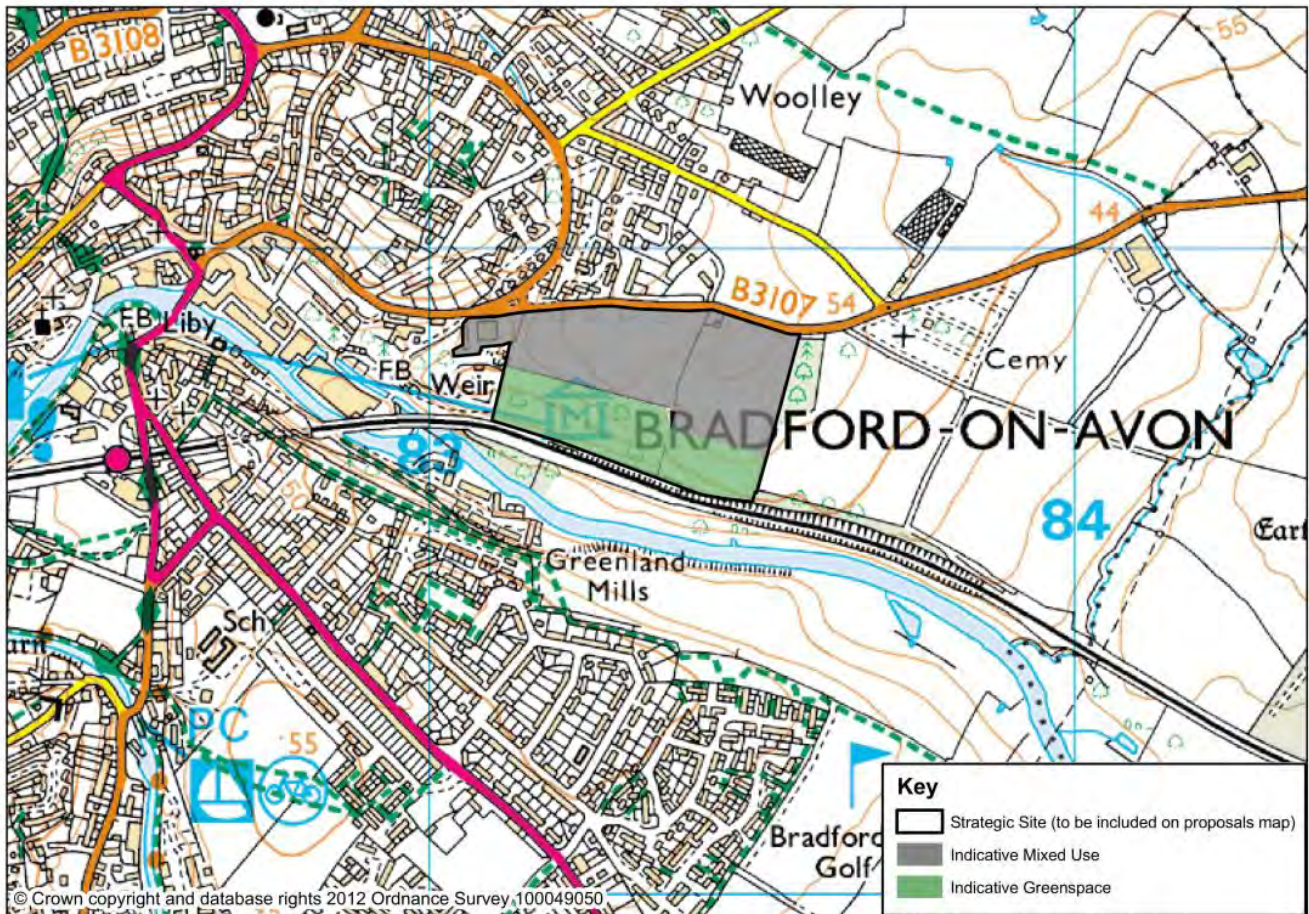 B 3108
55
Woolley
44
B3107 54
FB Liby
FB
Weir
M
Cemy
BRADFORD-ON-AVON
83
50
84
Greenland
Mills
Sch
PC
55
Bradford
Golf
Key
Strategic Site (to be included on proposals map)
Indicative Mixed Use
Indicative Greenspace
© Crown copyright and database rights 2012 Ordnance Survey 100049050